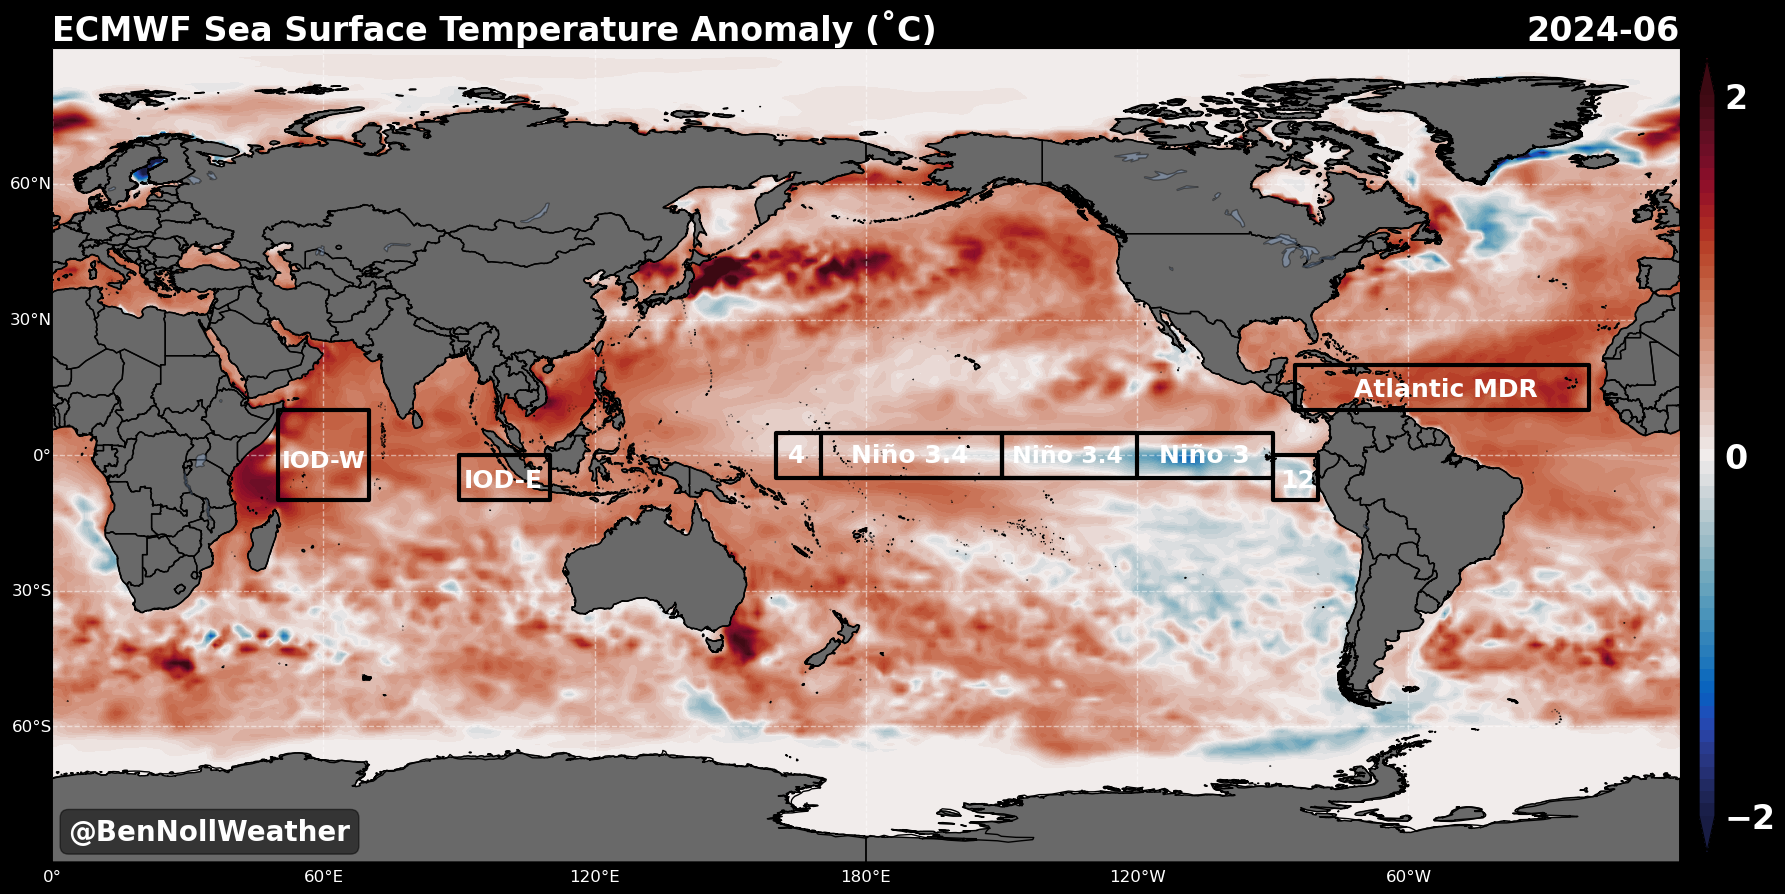 ECMWF Sea Surface Temperature Anomaly (˚C) 2024-06
2
60°N
30°N
Atlantic MDR
0°
IOD-W
IOD-E
4
Niño 3.4
Niño 3.4
Niño 3
12
0
30°S
60°S
−2
@BenNollWeather
0° 60°E 120°E 180°E 120°W 60°W